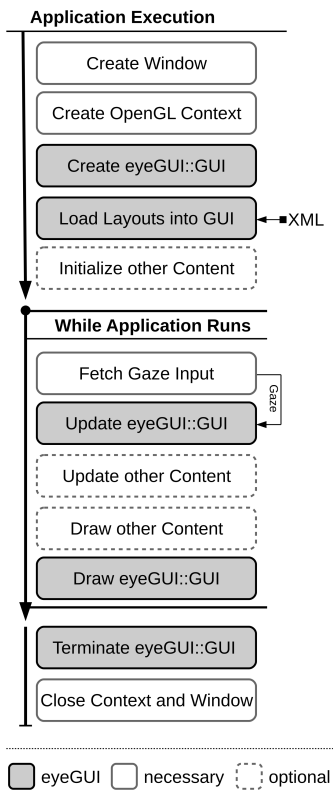 Application Execution
Create Window
Create OpenGL Context
Create eyeGUI::GUI
Load Layouts into GUI
XML
Initialize other Content
While Application Runs
Fetch Gaze Input
Gaze
Update eyeGUI::GUI
Update other Content
Draw other Content
Draw eyeGUI::GUI
Terminate eyeGUI::GUI
Close Context and Window
eyeGUI necessary optional